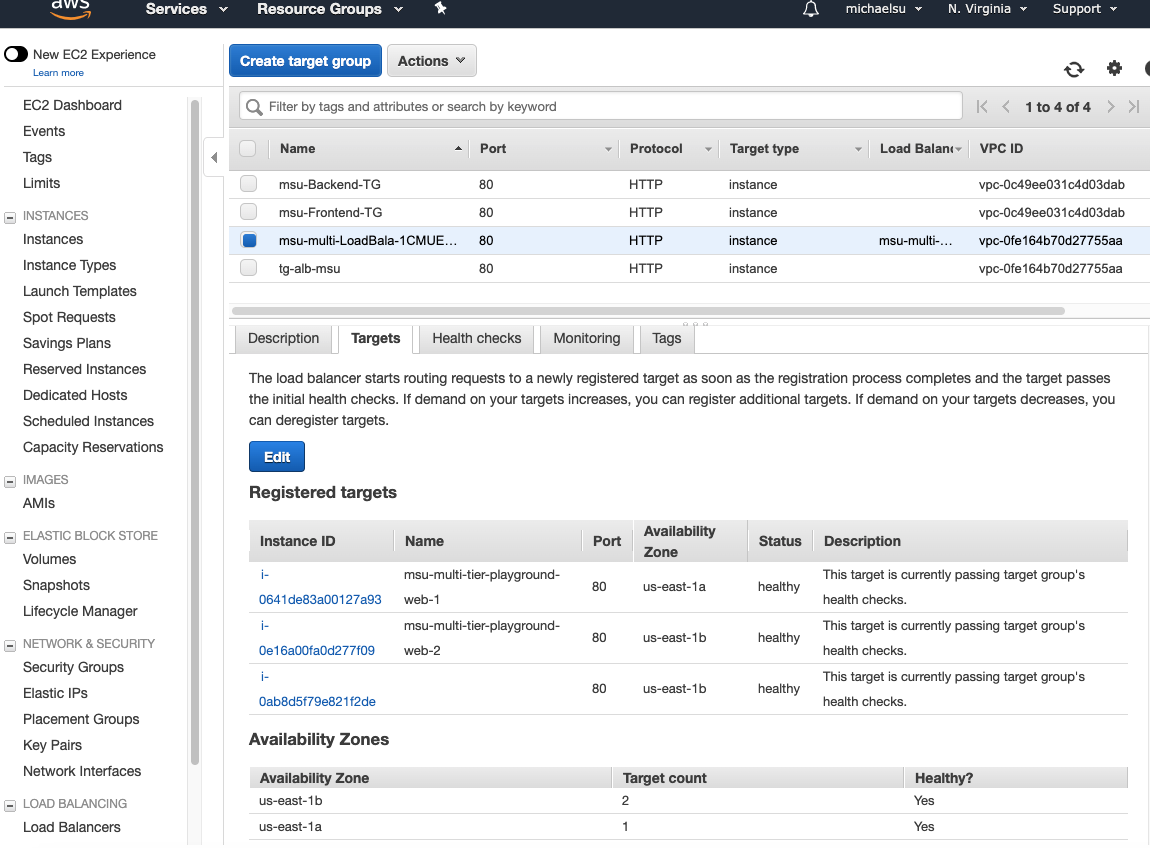 aws
Services
Resource Groups
michaelsu
N. Virginia
Support
New EC2 Experience
Learn more
EC2 Dashboard
Events
Tags
Limits
INSTANCES
Instances
Instance Types
Launch Templates
Spot Requests
Savings Plans
Reserved Instances
Dedicated Hosts
Scheduled Instances
Capacity Reservations
IMAGES
AMIs
ELASTIC BLOCK STORE
Volumes
Snapshots
Lifecycle Manager
NETWORK & SECURITY
Security Groups
Elastic IPs
Placement Groups
Key Pairs
Network Interfaces
LOAD BALANCING
Load Balancers
Create target group
Actions
Filter by tags and attributes or search by keyword
1 to 4 of 4
Name Port Protocol Target type Load Balan VPC ID
msu-Backend-TG 80 HTTP instance vpc-0c49ee031c4d03dab
msu-Frontend-TG 80 HTTP instance vpc-0c49ee031c4d03dab
msu-multi-LoadBala-1CMUE... 80 HTTP instance msu-multi-... vpc-0fe164b70d27755aa
tg-alb-msu 80 HTTP instance vpc-0fe164b70d27755aa
Description Targets Health checks Monitoring Tags
The load balancer starts routing requests to a newly registered target as soon as the registration process completes and the target passes
the initial health checks. If demand on your targets increases, you can register additional targets. If demand on your targets decreases, you
can deregister targets.
Edit
Registered targets
Instance ID Name Port Availability Zone Status Description
i-0641de83a00127a93 msu-multi-tier-playground-web-1 80 us-east-1a healthy This target is currently passing target group's health checks.
i-0e16a00fa0d277f09 msu-multi-tier-playground-web-2 80 us-east-1b healthy This target is currently passing target group's health checks.
i-0ab8d5f79e821f2de 80 us-east-1b healthy This target is currently passing target group's health checks.
Availability Zones
Availability Zone Target count Healthy?
us-east-1b 2 Yes
us-east-1a 1 Yes